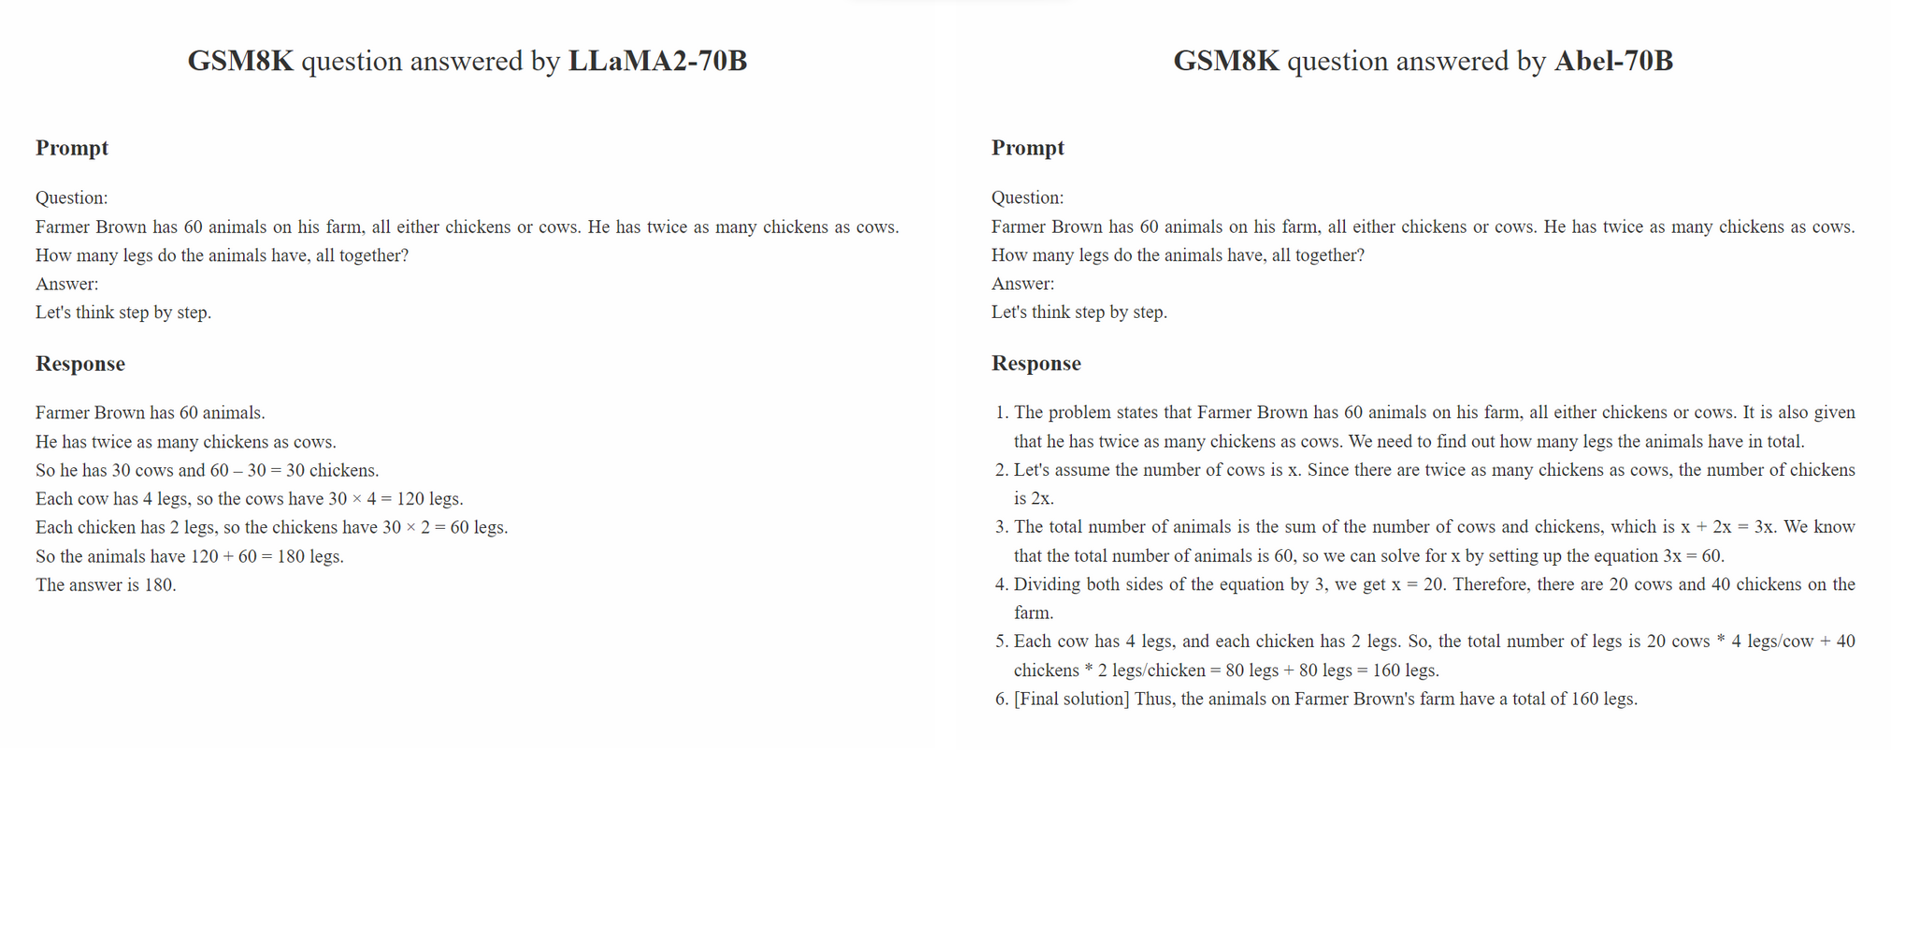 GSM8K question answered by LLaMA2-70B
Prompt
Question:
Farmer Brown has 60 animals on his farm, all either chickens or cows. He has twice as many chickens as cows.
How many legs do the animals have, all together?
Answer:
Let's think step by step.
Response
Farmer Brown has 60 animals.
He has twice as many chickens as cows.
So he has 30 cows and 60 – 30 = 30 chickens.
Each cow has 4 legs, so the cows have 30 × 4 = 120 legs.
Each chicken has 2 legs, so the chickens have 30 × 2 = 60 legs.
So the animals have 120 + 60 = 180 legs.
The answer is 180.
GSM8K question answered by Abel-70B
Prompt
Question:
Farmer Brown has 60 animals on his farm, all either chickens or cows. He has twice as many chickens as cows.
How many legs do the animals have, all together?
Answer:
Let's think step by step.
Response
1. The problem states that Farmer Brown has 60 animals on his farm, all either chickens or cows. It is also given
that he has twice as many chickens as cows. We need to find out how many legs the animals have in total.
2. Let's assume the number of cows is x. Since there are twice as many chickens as cows, the number of chickens
is 2x.
3. The total number of animals is the sum of the number of cows and chickens, which is x + 2x = 3x. We know
that the total number of animals is 60, so we can solve for x by setting up the equation 3x = 60.
4. Dividing both sides of the equation by 3, we get x = 20. Therefore, there are 20 cows and 40 chickens on the
farm.
5. Each cow has 4 legs, and each chicken has 2 legs. So, the total number of legs is 20 cows * 4 legs/cow + 40
chickens * 2 legs/chicken = 80 legs + 80 legs = 160 legs.
6. [Final solution] Thus, the animals on Farmer Brown's farm have a total of 160 legs.